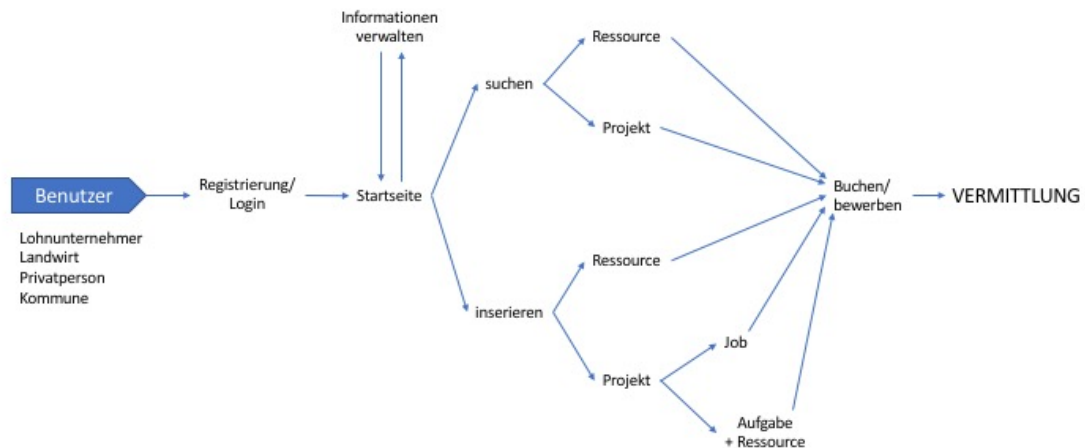 Informationen
verwalten
Ressource
suchen
Projekt
Benutzer
Registrierung/
Login
Startseite
Buchen/
bewerben
VERMITTLUNG
Lohnunternehmer
Landwirt
Privatperson
Kommune
Ressource
inserieren
Job
Projekt
Aufgabe
+ Ressource